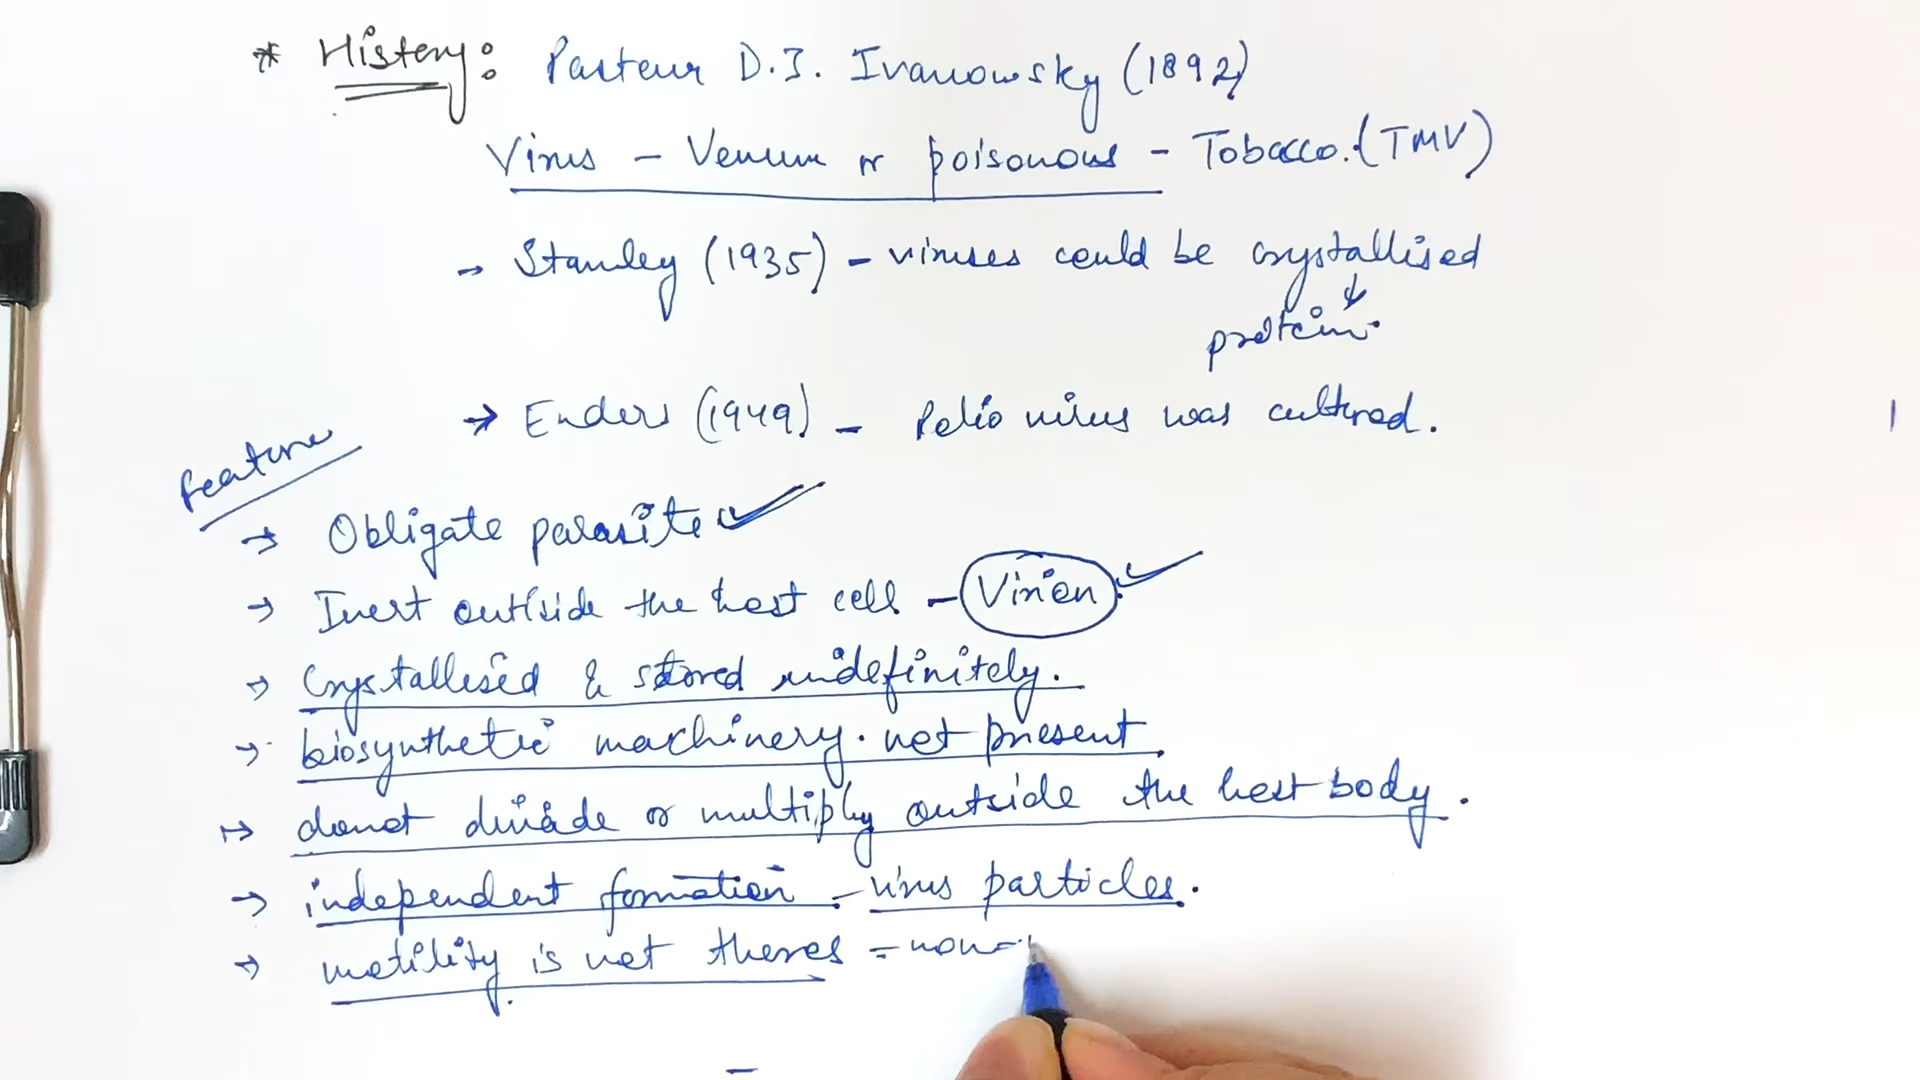 * History: Pasteur D.J. Ivanowsky (1892)
Virus - Venum or poisonous - Tobacco. (TMV)
→ Stanley (1935) - viruses could be crystallised
↓
protein.
→ Enders (1949) - Polio virus was cultured.
feature
→ Obligate parasite ✓
→ Inert outside the host cell - Virion. ✓
→ Crystallised & stored indefinitely.
→ biosynthetic machinery. not present.
→ donot divide or multiply outside the host body.
→ independent formation - virus particles.
→ motility is not theres = non-